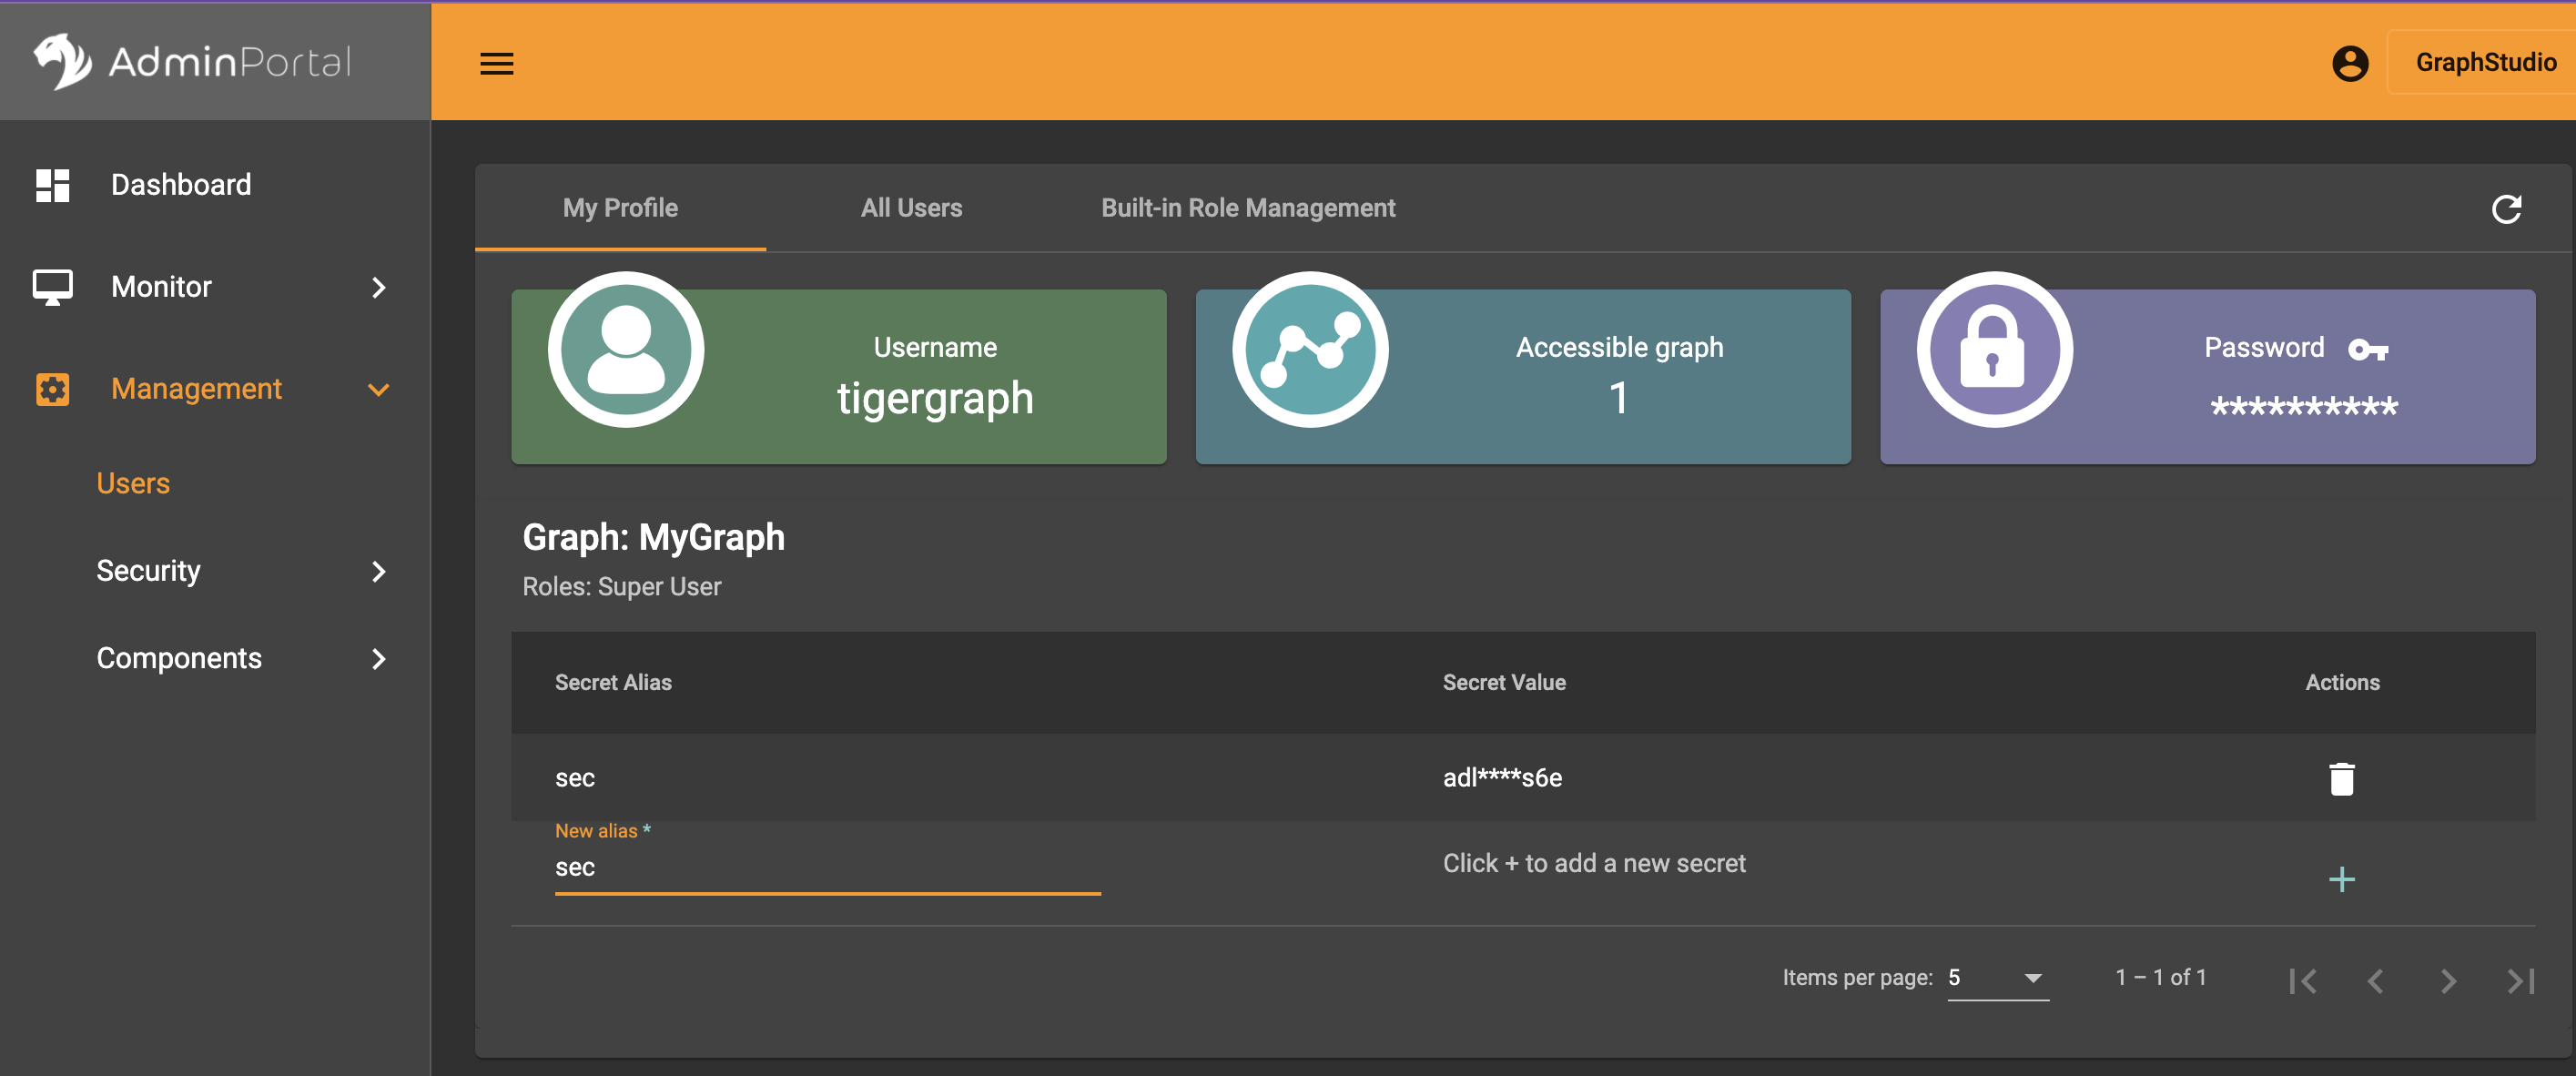 AdminPortal
GraphStudio
Dashboard
Monitor
Management
Users
Security
Components
My Profile
All Users
Built-in Role Management
Username
tigergraph
Accessible graph
1
Password
**********
Graph: MyGraph
Roles: Super User
Secret Alias
Secret Value
Actions
sec
adl****s6e
New alias *
sec
Click + to add a new secret
Items per page: 5
1 – 1 of 1